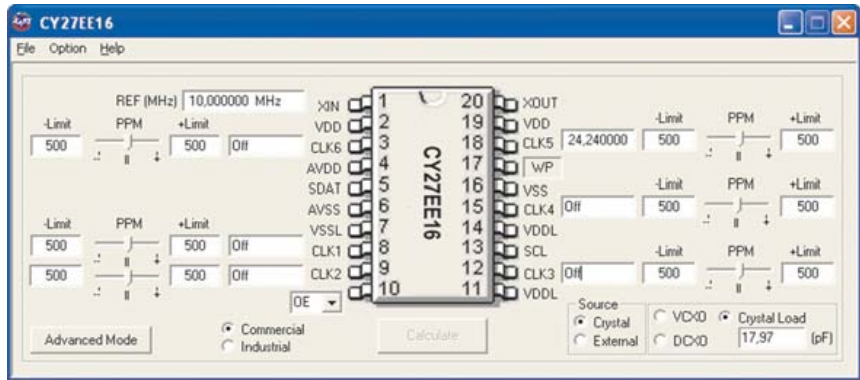 CY27EE16
File Option Help
REF (MHz) 10,000000 MHz
-Limit PPM +Limit
500 500 Off
-Limit PPM +Limit
500 500 Off
500 500 Off
XIN 1
VDD 2
CLK6 3
AVDD 4
SDAT 5
AVSS 6
VSSL 7
CLK1 8
CLK2 9
OE 10
CY27EE16
20 XOUT
19 VDD
18 CLK5 24,240000
17 WP
16 VSS
15 CLK4 Off
14 VDDL
13 SCL
12 CLK3 Off
11 VDDL
-Limit PPM +Limit
500 500
-Limit PPM +Limit
500 500
-Limit PPM +Limit
500 500
Advanced Mode
Commercial
Industrial
Calculate
Source
Crystal
External
VCXO
DCXO
Crystal Load
17,97 (pF)